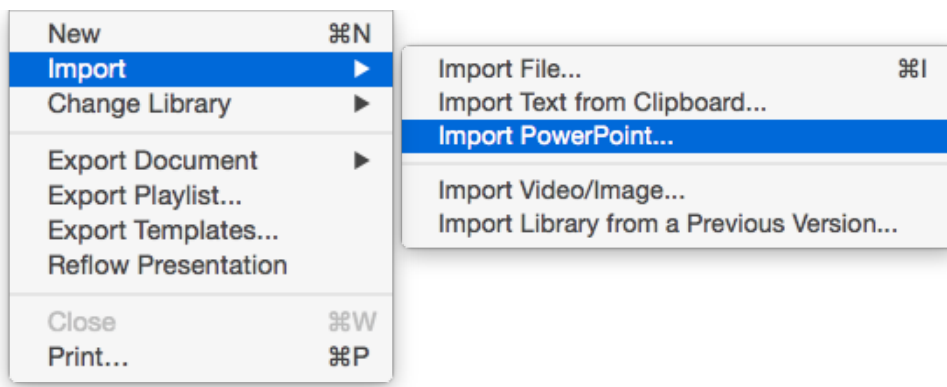 New ⌘N
Import ▶
Change Library ▶
Export Document ▶
Export Playlist...
Export Templates...
Reflow Presentation
Close ⌘W
Print... ⌘P
Import File... ⌘I
Import Text from Clipboard...
Import PowerPoint...
Import Video/Image...
Import Library from a Previous Version...